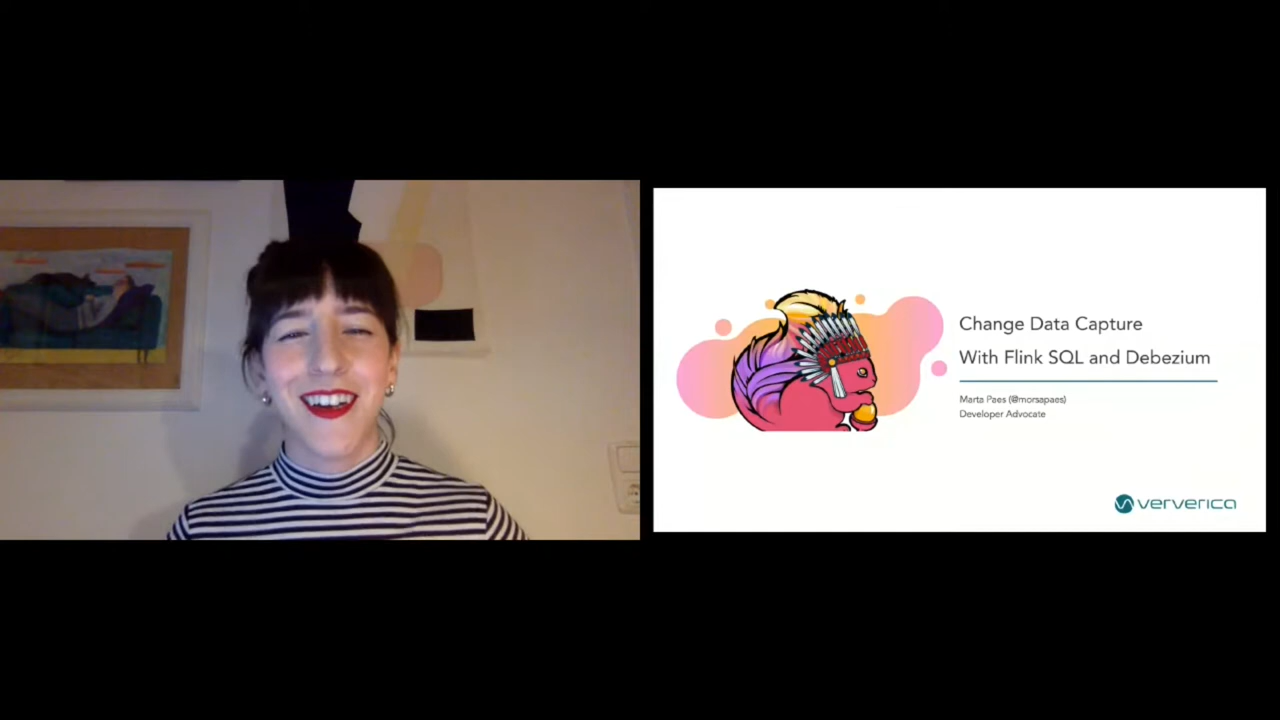 Change Data Capture
With Flink SQL and Debezium
Marta Paes (@morsapaes)
Developer Advocate
ververica